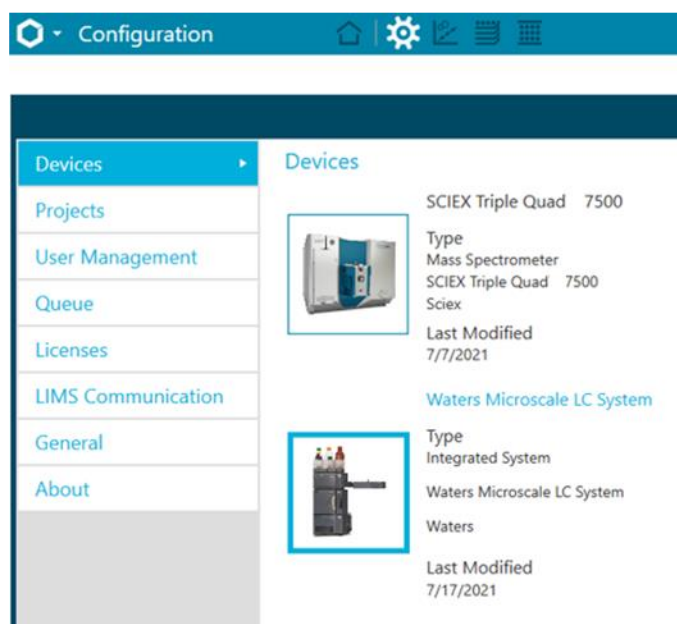 Configuration
Devices
Projects
User Management
Queue
Licenses
LIMS Communication
General
About
Devices
SCIEX Triple Quad 7500
Type
Mass Spectrometer
SCIEX Triple Quad 7500
Sciex
Last Modified
7/7/2021
Waters Microscale LC System
Type
Integrated System
Waters Microscale LC System
Waters
Last Modified
7/17/2021